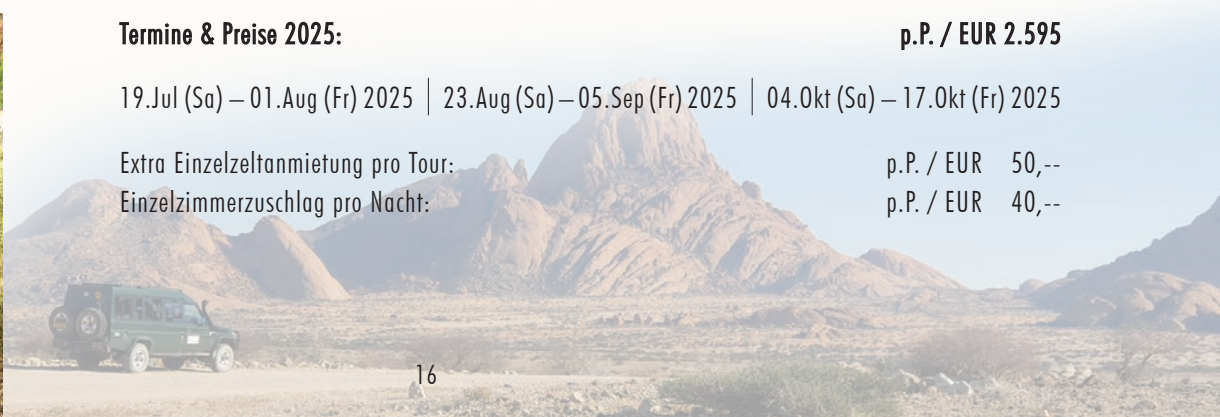 Termine & Preise 2025: p.P. / EUR 2.595
19.Jul (Sa) – 01.Aug (Fr) 2025 | 23.Aug (Sa) – 05.Sep (Fr) 2025 | 04.Okt (Sa) – 17.Okt (Fr) 2025
Extra Einzelzeltanmietung pro Tour: p.P. / EUR 50,--
Einzelzimmerzuschlag pro Nacht: p.P. / EUR 40,--
16